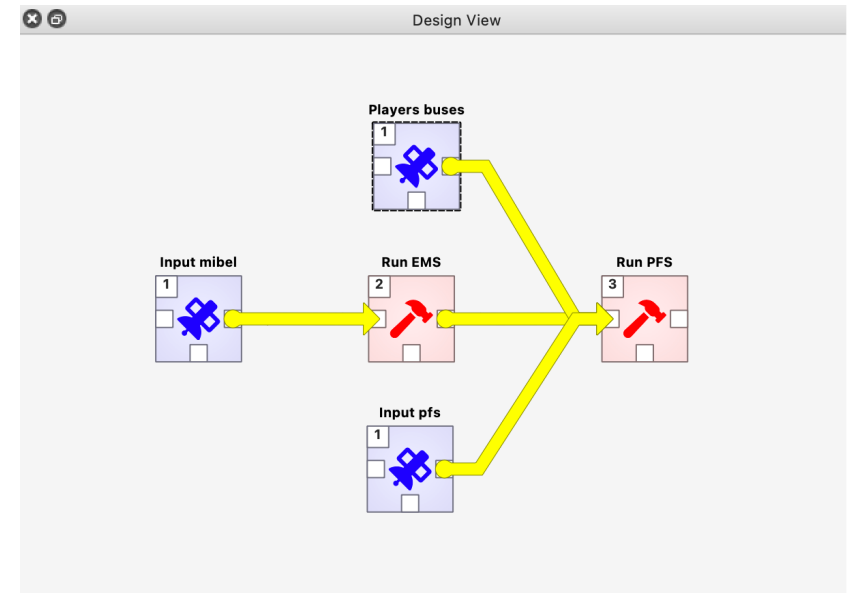 Design View
Players buses
1
Input mibel
1
Run EMS
2
Run PFS
3
Input pfs
1